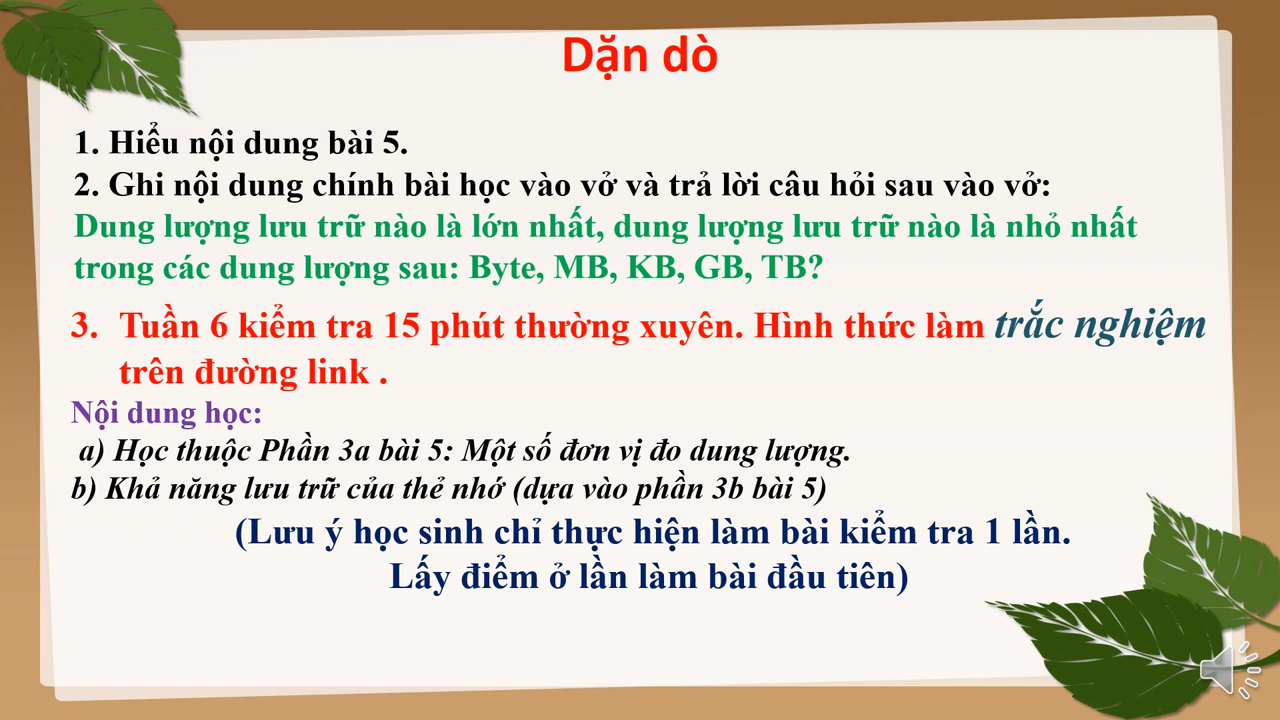 Dặn dò
1. Hiểu nội dung bài 5.
2. Ghi nội dung chính bài học vào vở và trả lời câu hỏi sau vào vở:
Dung lượng lưu trữ nào là lớn nhất, dung lượng lưu trữ nào là nhỏ nhất
trong các dung lượng sau: Byte, MB, KB, GB, TB?
3. Tuần 6 kiểm tra 15 phút thường xuyên. Hình thức làm trắc nghiệm
trên đường link .
Nội dung học:
a) Học thuộc Phần 3a bài 5: Một số đơn vị đo dung lượng.
b) Khả năng lưu trữ của thẻ nhớ (dựa vào phần 3b bài 5)
(Lưu ý học sinh chỉ thực hiện làm bài kiểm tra 1 lần.
Lấy điểm ở lần làm bài đầu tiên)